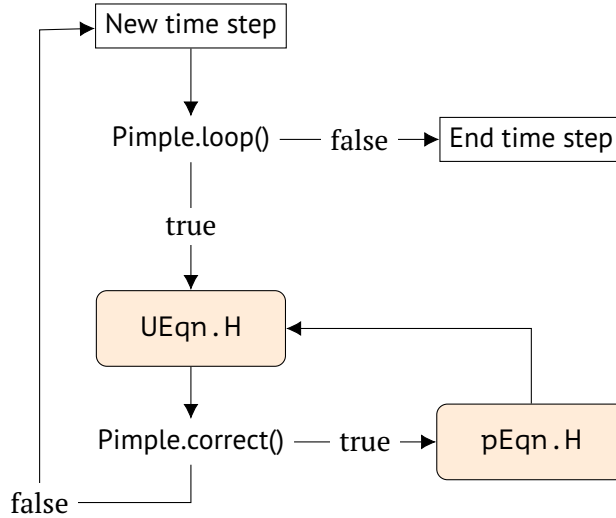 New time step
Pimple.loop()
false
End time step
true
UEqn.H
Pimple.correct()
true
pEqn.H
false